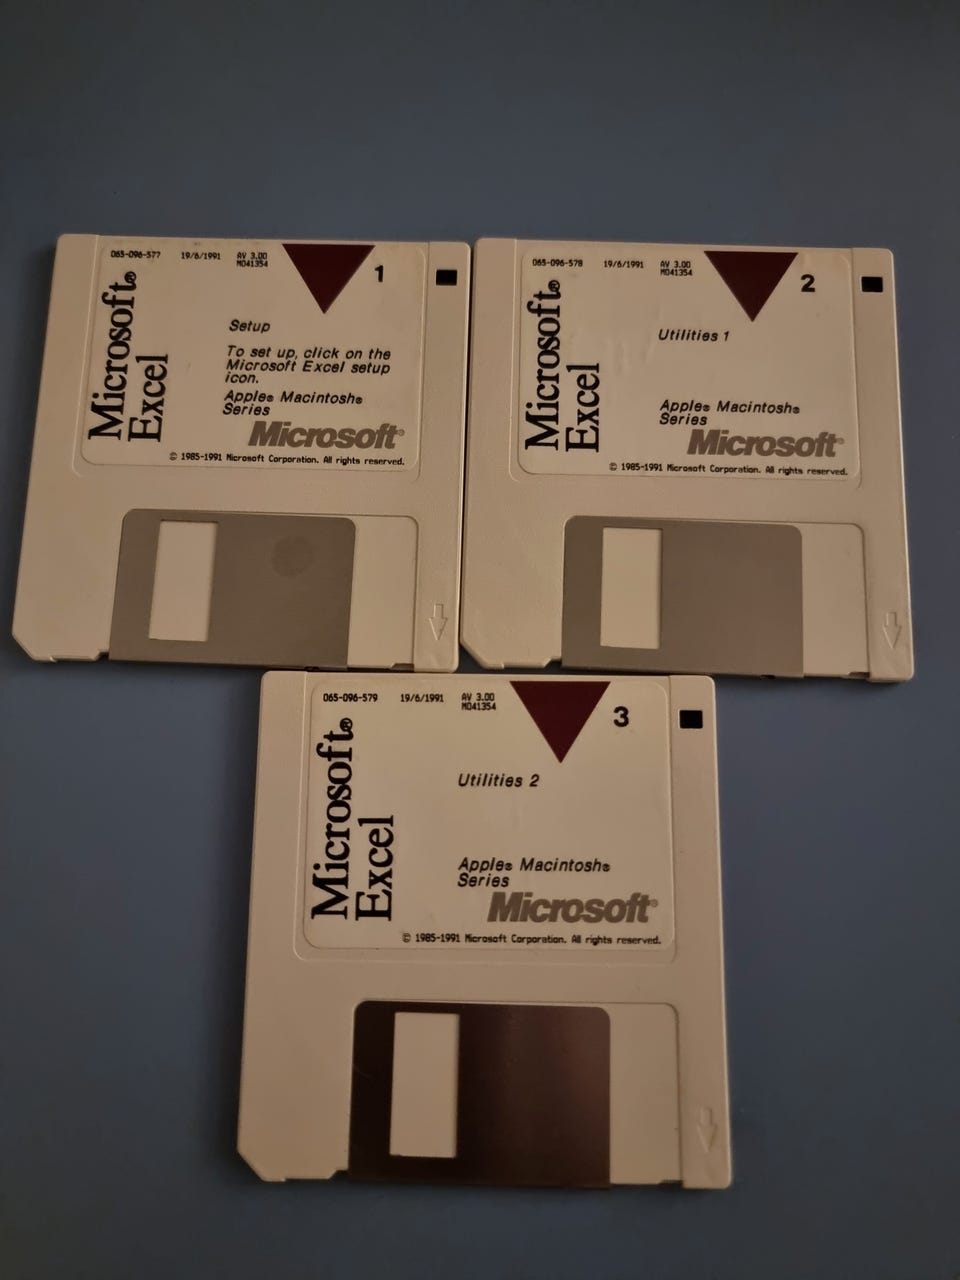 065-096-577 19/6/1991 AV 3.00
M041354
1
Microsoft®
Excel
Setup
To set up, click on the
Microsoft Excel setup
icon.
Apple® Macintosh®
Series
Microsoft®
© 1985-1991 Microsoft Corporation. All rights reserved.
065-096-578 19/6/1991 AV 3.00
M041354
2
Microsoft®
Excel
Utilities 1
Apple® Macintosh®
Series
Microsoft®
© 1985-1991 Microsoft Corporation. All rights reserved.
065-096-579 19/6/1991 AV 3.00
M041354
3
Microsoft®
Excel
Utilities 2
Apple® Macintosh®
Series
Microsoft®
© 1985-1991 Microsoft Corporation. All rights reserved.